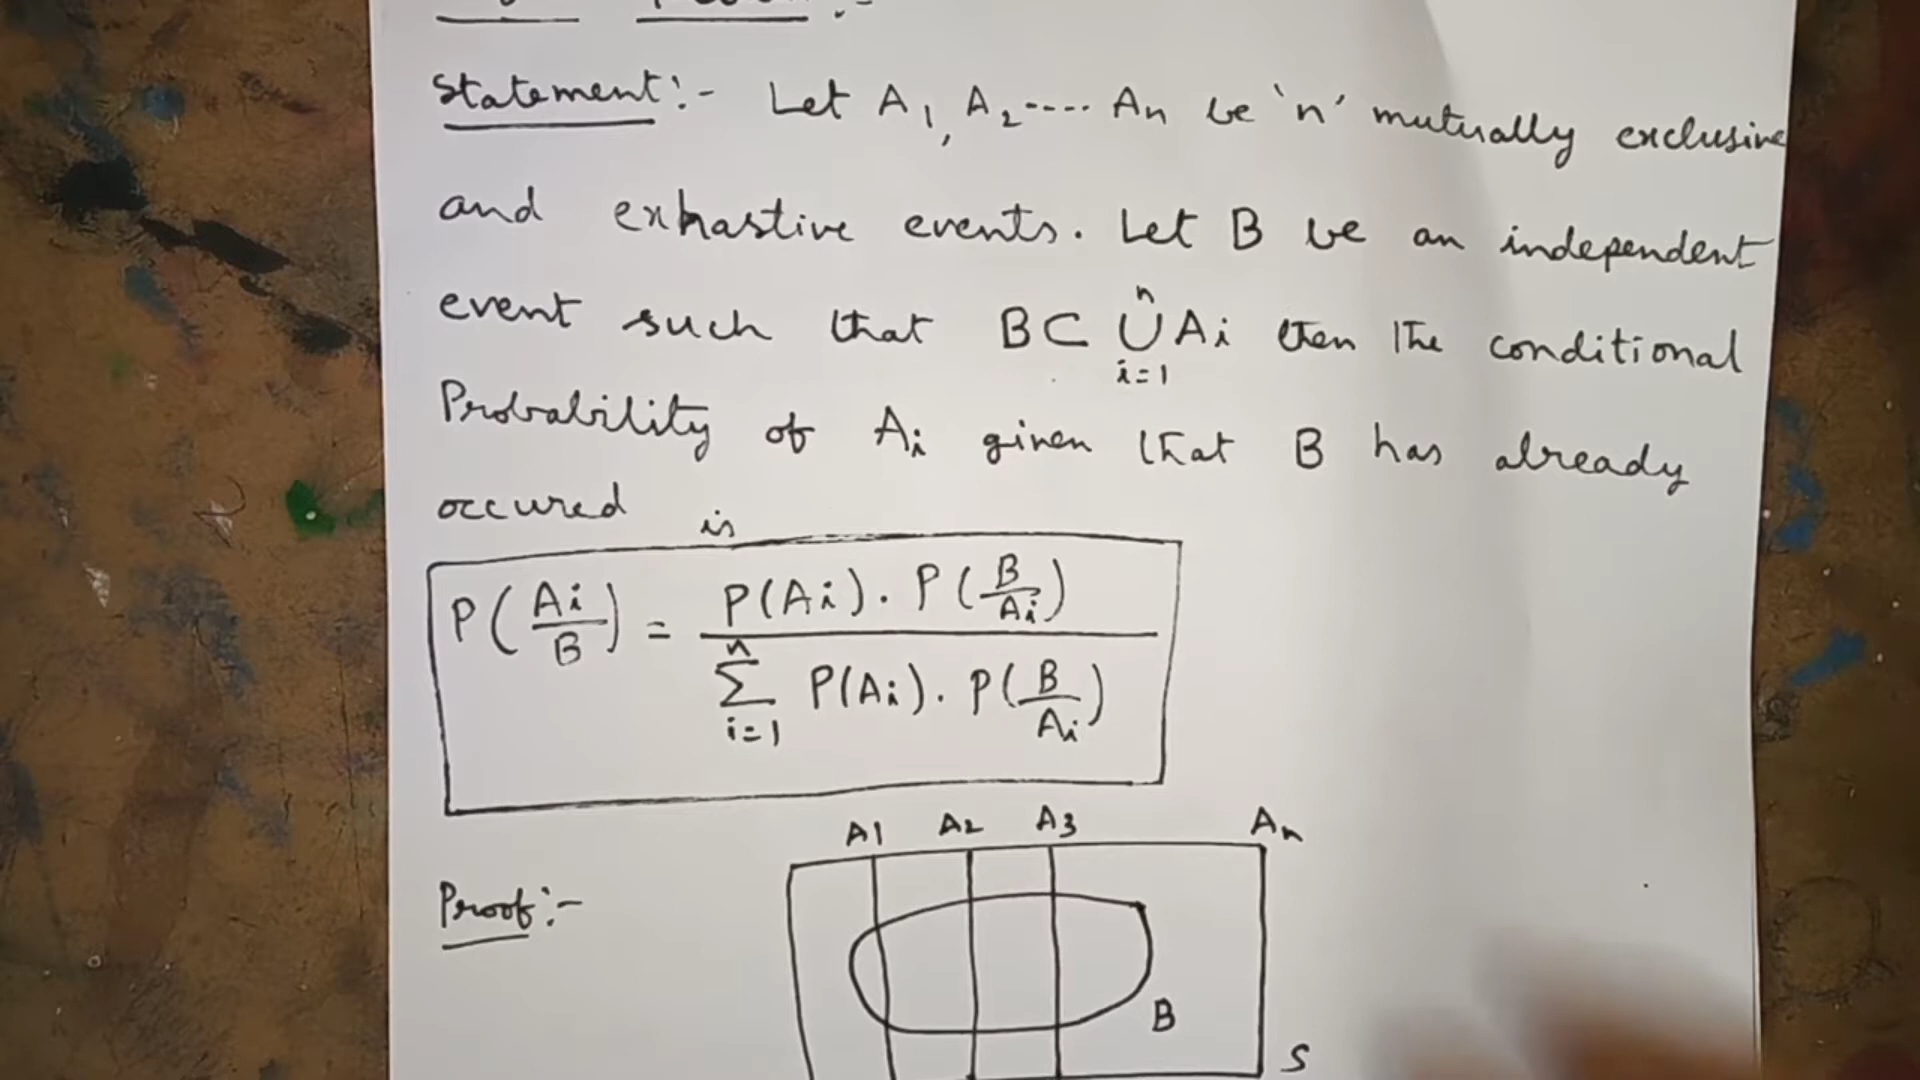 Statement:- Let A1, A2---- An be 'n' mutually exclusive
and exhastive events. Let B be an independent
event such that B⊂ ⋃ⁿᵢ₌₁ Ai then the conditional
Probability of Ai given that B has already
occured is
P(Ai/B) = P(Ai). P(B/Ai) / ∑ⁿᵢ₌₁ P(Ai). P(B/Ai)
A1 A2 A3 An
Proof:-
B
S